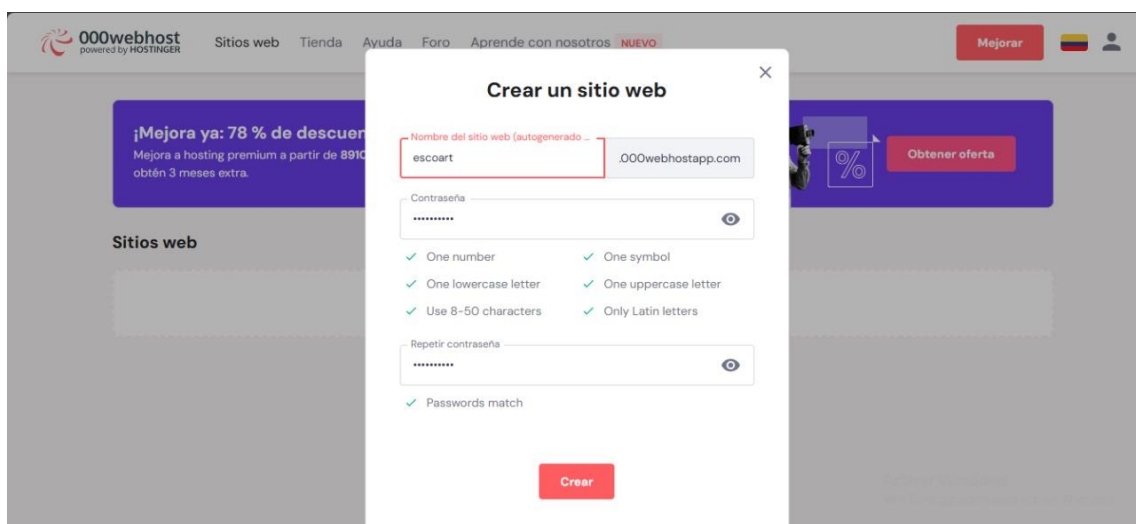 000webhost
powered by HOSTINGER
Sitios web Tienda Ayuda Foro Aprende con nosotros NUEVO
Mejorar
Crear un sitio web
¡Mejora ya: 78 % de descuen
Mejora a hosting premium a partir de 8910
obtén 3 meses extra.
Obtener oferta
Nombre del sitio web (autogenerado ...
escoart .000webhostapp.com
Contraseña
••••••••••
Sitios web
One number One symbol
One lowercase letter One uppercase letter
Use 8-50 characters Only Latin letters
Repetir contraseña
••••••••••
Passwords match
Crear